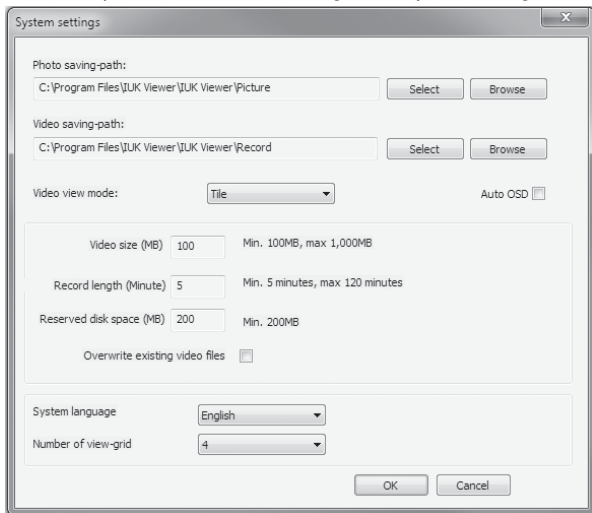 System settings
Photo saving-path:
C:\Program Files\IUK Viewer\IUK Viewer\Picture Select Browse
Video saving-path:
C:\Program Files\IUK Viewer\IUK Viewer\Record Select Browse
Video view mode: Tile Auto OSD
Video size (MB) 100 Min. 100MB, max 1,000MB
Record length (Minute) 5 Min. 5 minutes, max 120 minutes
Reserved disk space (MB) 200 Min. 200MB
Overwrite existing video files
System language English
Number of view-grid 4
OK Cancel